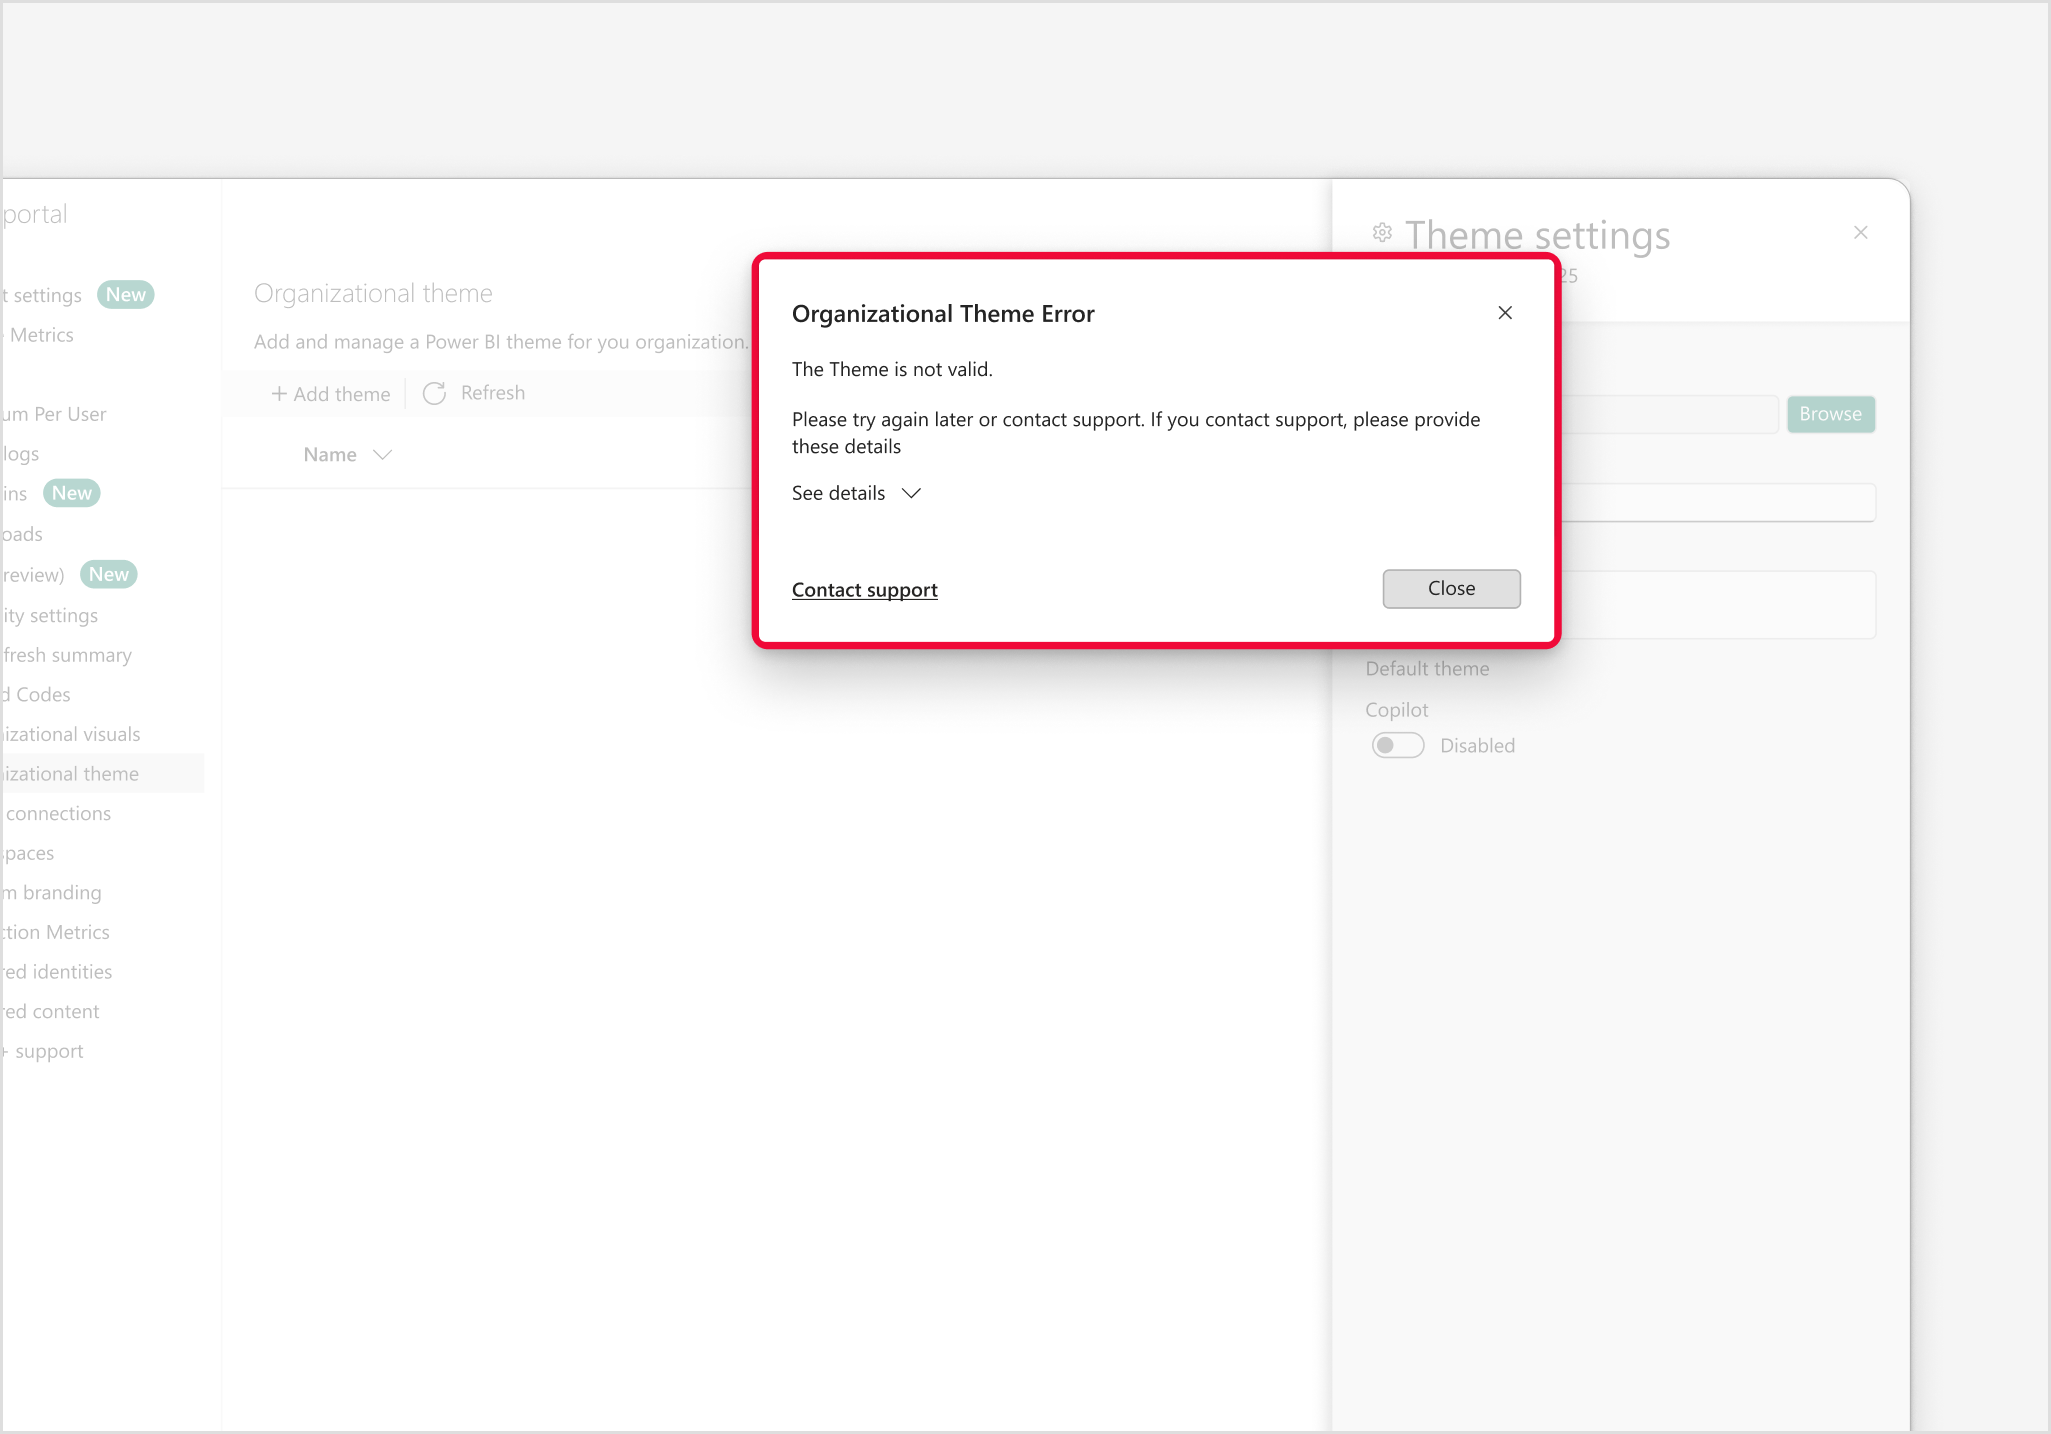 portal
t settings New
Metrics
um Per User
logs
ins New
oads
review) New
ity settings
fresh summary
d Codes
izational visuals
izational theme
connections
spaces
m branding
ction Metrics
red identities
red content
+ support
Organizational theme
Add and manage a Power BI theme for you organization.
+ Add theme Refresh
Name
Organizational Theme Error
The Theme is not valid.
Please try again later or contact support. If you contact support, please provide
these details
See details
Contact support
Close
Theme settings
25
Browse
Default theme
Copilot
Disabled